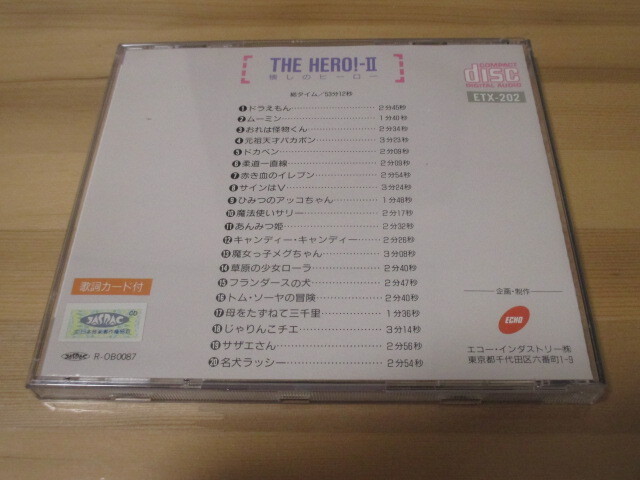 THE HERO!-II
懐しのヒーロー
総タイム／53分12秒
COMPACT
disc
DIGITAL AUDIO
ETX-202
❶ドラえもん……2分45秒
❷ムーミン……1分40秒
❸おれは怪物くん……2分34秒
❹元祖天才バカボン……3分23秒
❺ドカベン……2分09秒
❻柔道一直線……2分06秒
❼赤き血のイレブン……2分54秒
❽サインはV……3分24秒
❾ひみつのアッコちゃん……1分48秒
❿魔法使いサリー……2分17秒
⓫あんみつ姫……2分32秒
⓬キャンディー・キャンディー……2分26秒
⓭魔女っ子メグちゃん……3分08秒
⓮草原の少女ローラ……2分40秒
⓯フランダースの犬……2分47秒
⓰トム・ソーヤの冒険……2分40秒
⓱母をたずねて三千里……1分36秒
⓲じゃりんこチエ……3分14秒
⓳サザエさん……2分56秒
⓴名犬ラッシー……2分54秒
歌詞カード付
JASRAC
R-OB0087
企画・制作
ECHO
エコー・インダストリー㈱
東京都千代田区六番町1-9